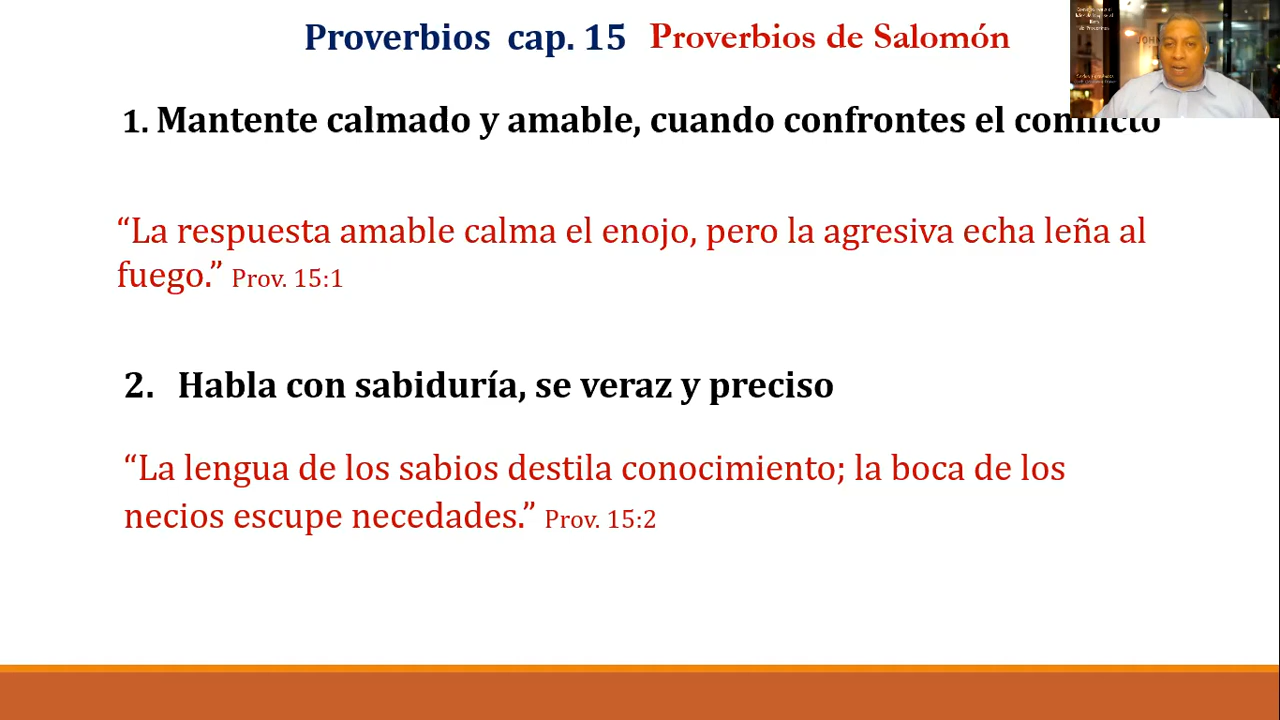 Proverbios cap. 15 Proverbios de Salomón
1. Mantente calmado y amable, cuando confrontes el conflicto
“La respuesta amable calma el enojo, pero la agresiva echa leña al
fuego.” Prov. 15:1
2. Habla con sabiduría, se veraz y preciso
“La lengua de los sabios destila conocimiento; la boca de los
necios escupe necedades.” Prov. 15:2